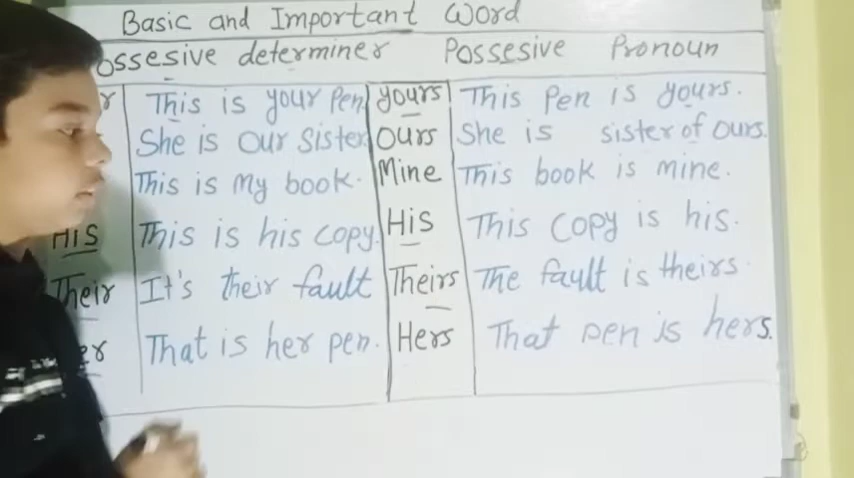 Basic and Important Word
ossesive determiner Possesive Pronoun
r This is your Pen yours This Pen is yours.
She is Our Sister Ours She is sister of Ours.
This is My book. Mine This book is mine.
His This is his copy. His This Copy is his.
Their It's their fault Theirs The fault is theirs
er That is her pen. Hers That pen is hers.